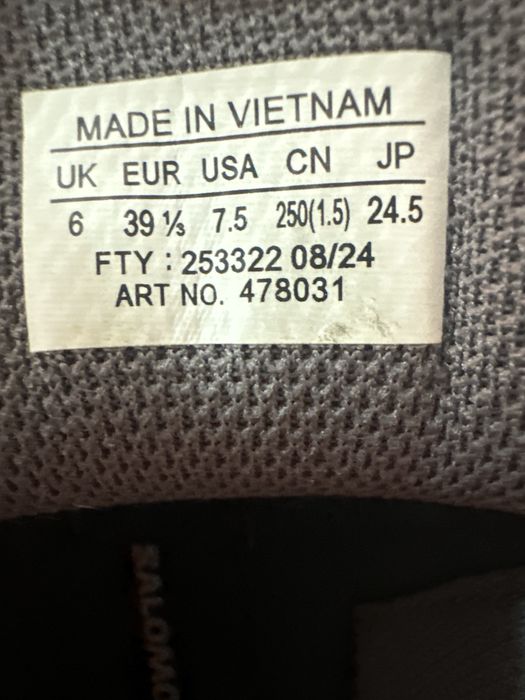 MADE IN VIETNAM
UK EUR USA CN JP
6 39 ⅓ 7.5 250(1.5) 24.5
FTY : 253322 08/24
ART NO. 478031
SALOMO